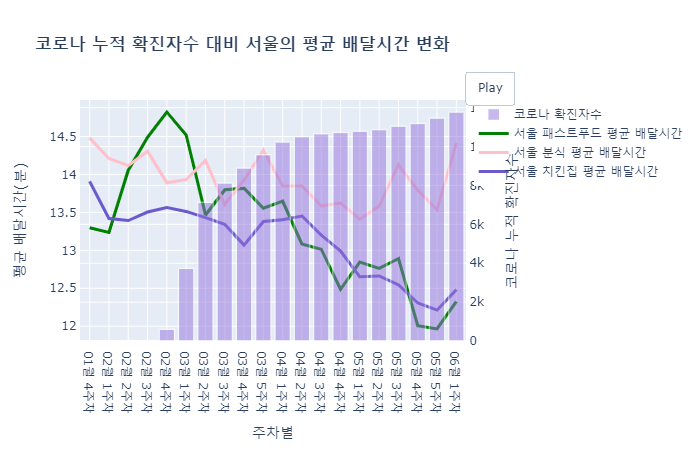 코로나 누적 확진자수 대비 서울의 평균 배달시간 변화
Play
코로나 확진자수
서울 패스트푸드 평균 배달시간
서울 분식 평균 배달시간
서울 치킨집 평균 배달시간
평균 배달시간(분)
14.5
14
13.5
13
12.5
12
6k
4k
2k
0
코로나 누적 확진자수
01월 4주차
02월 1주차
02월 2주차
02월 3주차
02월 4주차
03월 1주차
03월 2주차
03월 3주차
03월 4주차
03월 5주차
04월 1주차
04월 2주차
04월 3주차
04월 4주차
05월 1주차
05월 2주차
05월 3주차
05월 4주차
05월 5주차
06월 1주차
주차별